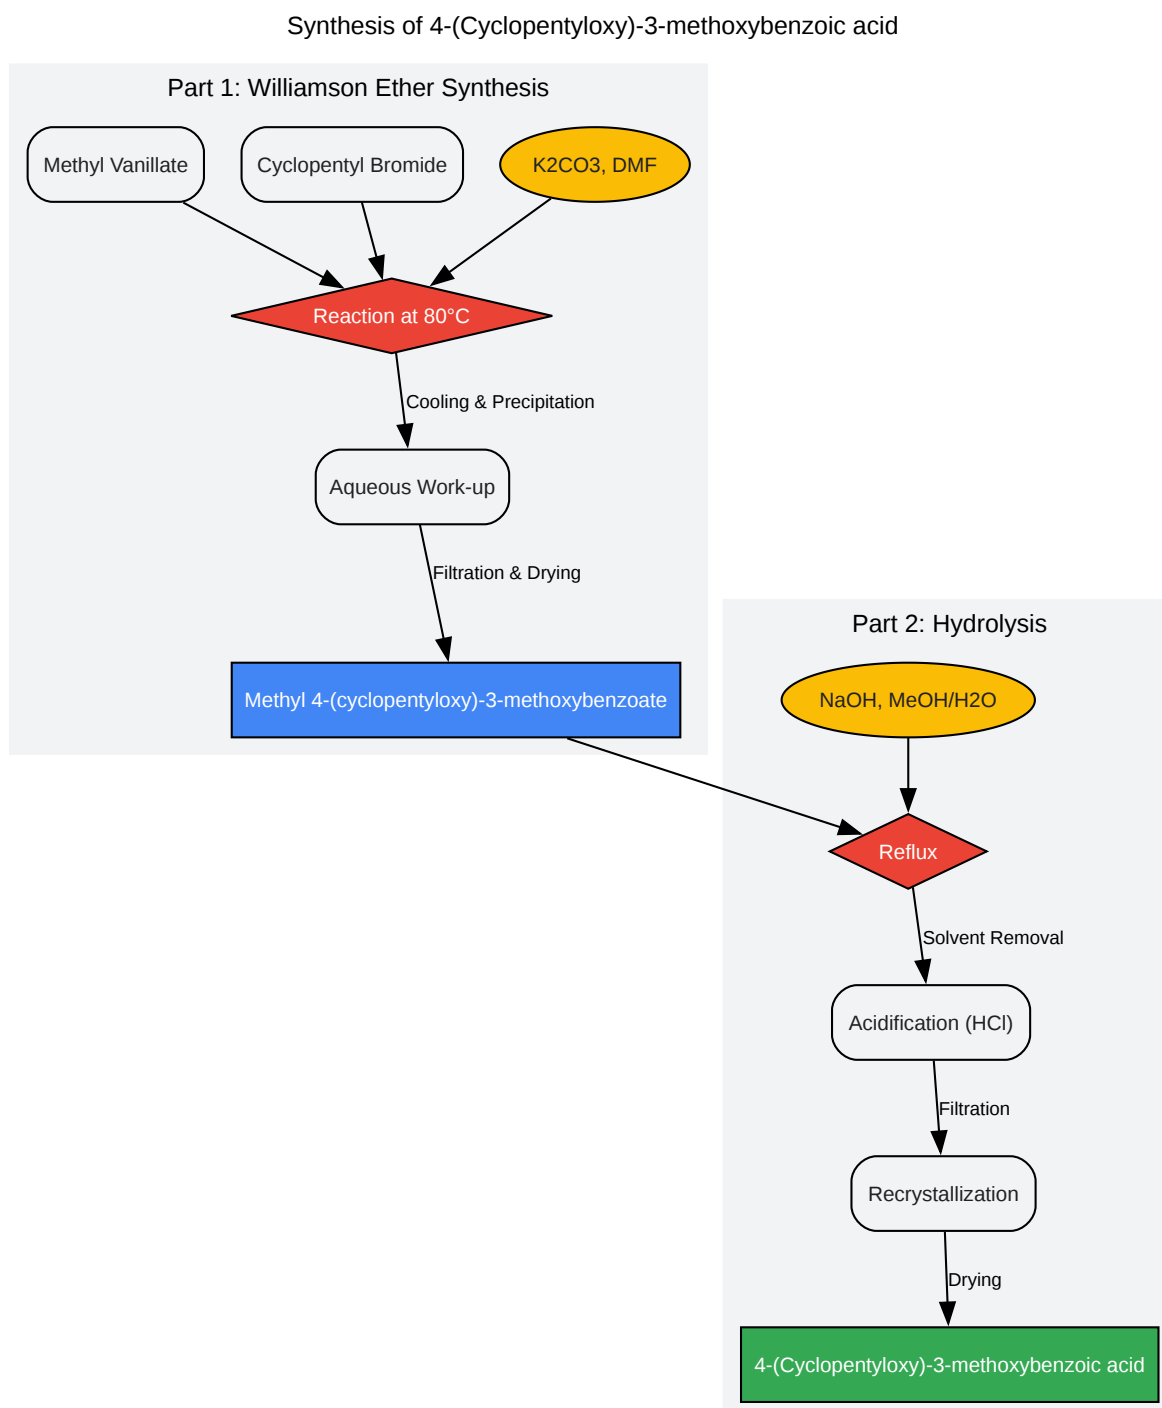 Synthesis of 4-(Cyclopentyloxy)-3-methoxybenzoic acid
Part 1: Williamson Ether Synthesis
Methyl Vanillate
Cyclopentyl Bromide
K2CO3, DMF
Reaction at 80°C
Cooling & Precipitation
Aqueous Work-up
Filtration & Drying
Methyl 4-(cyclopentyloxy)-3-methoxybenzoate
Part 2: Hydrolysis
NaOH, MeOH/H2O
Reflux
Solvent Removal
Acidification (HCl)
Filtration
Recrystallization
Drying
4-(Cyclopentyloxy)-3-methoxybenzoic acid